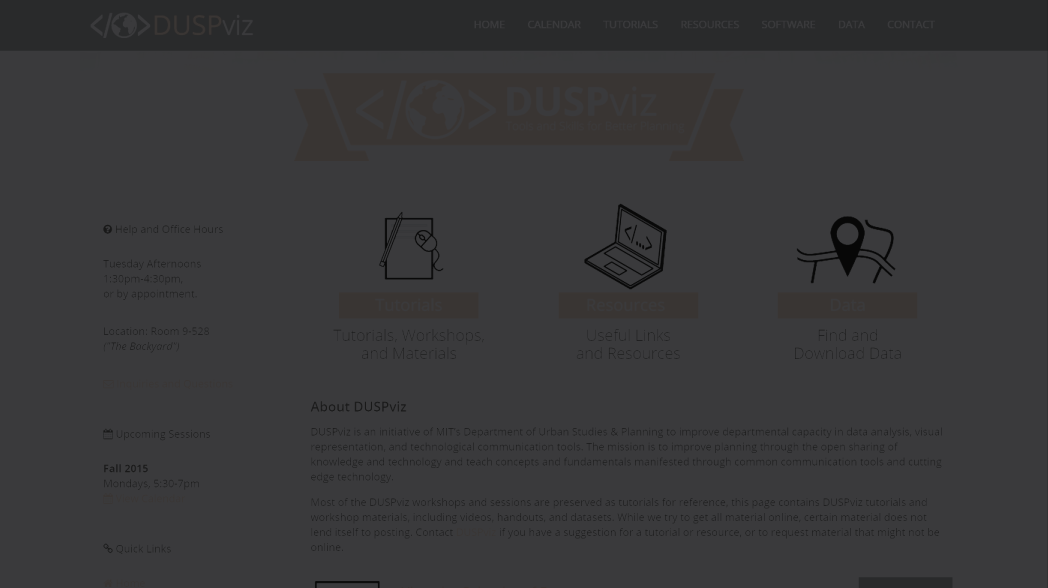 </>DUSPviz
HOME CALENDAR TUTORIALS RESOURCES SOFTWARE DATA CONTACT
</> DUSPviz
Help and Office Hours
Tuesday Afternoons
1:30pm-4:30pm,
or by appointment.
Location: Room 9-528
("The Backyard")
Upcoming Sessions
Fall 2015
Mondays, 5:30-7pm
Quick Links
Tutorials
Tutorials, Workshops,
and Materials
Resources
Useful Links
and Resources
Data
Find and
Download Data
About DUSPviz
DUSPviz is an initiative of MIT's Department of Urban Studies & Planning to improve departmental capacity in data analysis, visual
representation, and technological communication tools. The mission is to improve planning through the open sharing of
knowledge and technology and teach concepts and fundamentals manifested through common communication tools and cutting
edge technology.
Most of the DUSPviz workshops and sessions are preserved as tutorials for reference, this page contains DUSPviz tutorials and
workshop materials, including videos, handouts, and datasets. While we try to get all material online, certain material does not
lend itself to posting. Contact if you have a suggestion for a tutorial or resource, or to request material that might not be
online.